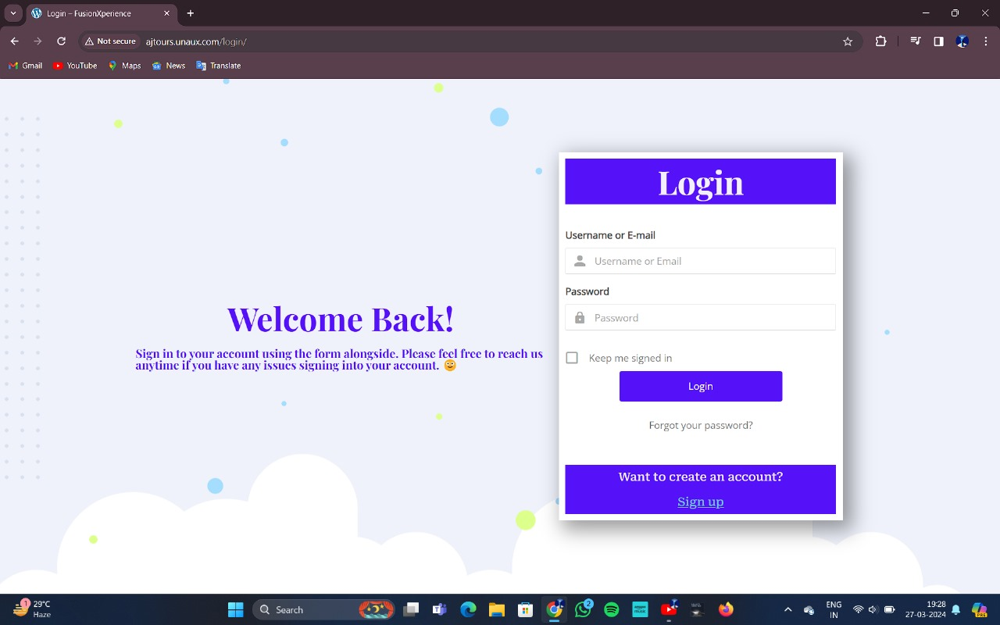 Login – FusionXperience
Not secure
ajtours.unaux.com/login/
Gmail
YouTube
Maps
News
Translate
Login
Username or E-mail
Username or Email
Password
Password
Keep me signed in
Login
Forgot your password?
Want to create an account?
Sign up
Welcome Back!
Sign in to your account using the form alongside. Please feel free to reach us
anytime if you have any issues signing into your account. 🙂
1
29°C
Haze
Search
2
ENG
IN
19:28
27-03-2024
PRE